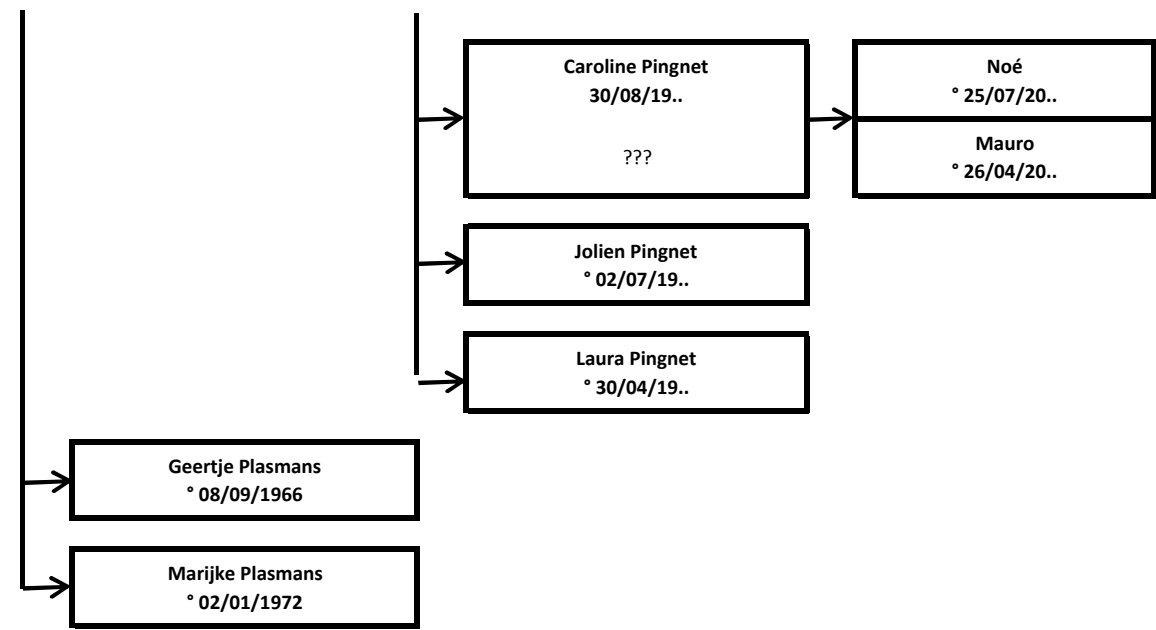 Caroline Pingnet
30/08/19..
???
Noé
° 25/07/20..
Mauro
° 26/04/20..
Jolien Pingnet
° 02/07/19..
Laura Pingnet
° 30/04/19..
Geertje Plasmans
° 08/09/1966
Marijke Plasmans
° 02/01/1972